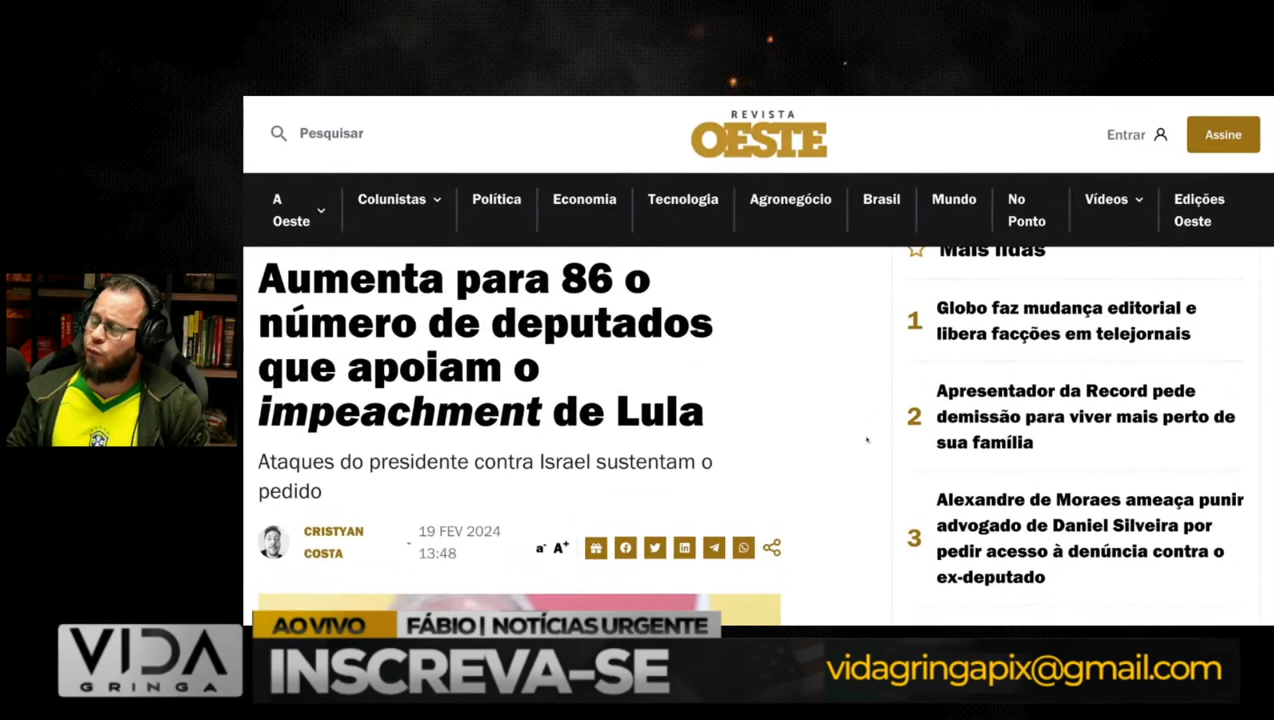 REVISTA
OESTE
Pesquisar
Entrar
Assine
A Oeste
Colunistas
Política
Economia
Tecnologia
Agronegócio
Brasil
Mundo
No Ponto
Vídeos
Edições Oeste
Aumenta para 86 o
número de deputados
que apoiam o
impeachment de Lula
Ataques do presidente contra Israel sustentam o
pedido
CRISTYAN
COSTA
-
19 FEV 2024
13:48
a- A+
Mais lidas
1
Globo faz mudança editorial e
libera facções em telejornais
2
Apresentador da Record pede
demissão para viver mais perto de
sua família
3
Alexandre de Moraes ameaça punir
advogado de Daniel Silveira por
pedir acesso à denúncia contra o
ex-deputado
VIDA
GRINGA
AO VIVO
FÁBIO | NOTÍCIAS URGENTE
INSCREVA-SE
vidagringapix@gmail.com